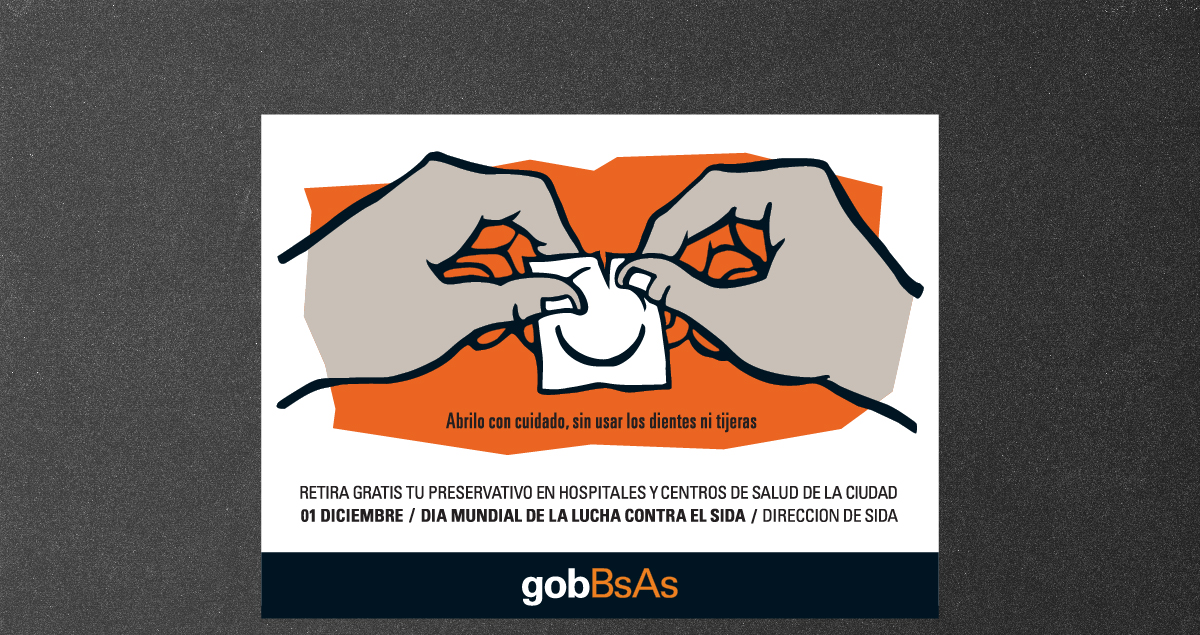 Abrilo con cuidado, sin usar los dientes ni tijeras
RETIRA GRATIS TU PRESERVATIVO EN HOSPITALES Y CENTROS DE SALUD DE LA CIUDAD
01 DICIEMBRE / DIA MUNDIAL DE LA LUCHA CONTRA EL SIDA / DIRECCION DE SIDA
gobBsAs